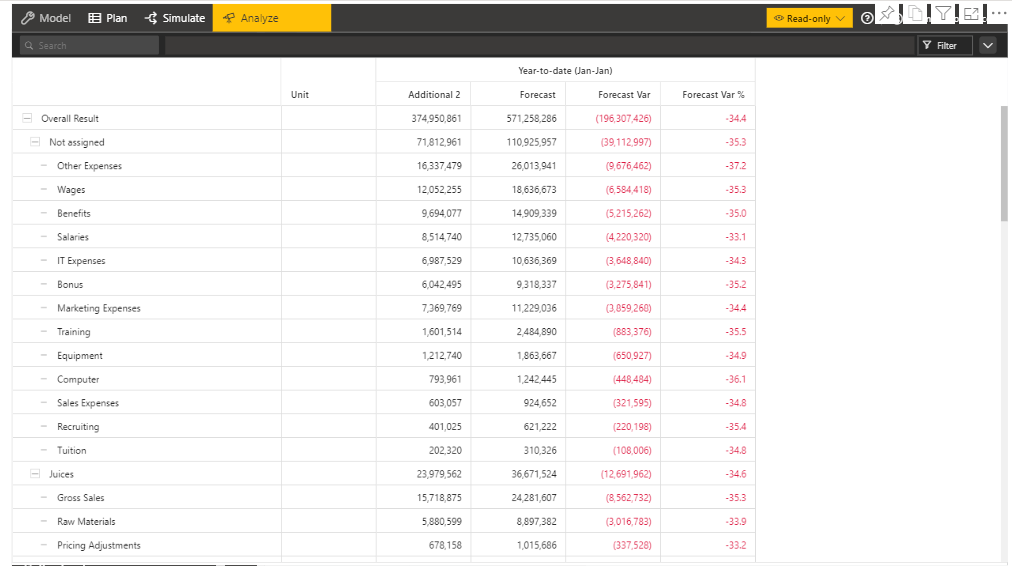 Model Plan Simulate Analyze Read-only
Search Filter
Year-to-date (Jan-Jan)
Unit Additional 2 Forecast Forecast Var Forecast Var %
Overall Result 374,950,861 571,258,286 (196,307,426) -34.4
Not assigned 71,812,961 110,925,957 (39,112,997) -35.3
Other Expenses 16,337,479 26,013,941 (9,676,462) -37.2
Wages 12,052,255 18,636,673 (6,584,418) -35.3
Benefits 9,694,077 14,909,339 (5,215,262) -35.0
Salaries 8,514,740 12,735,060 (4,220,320) -33.1
IT Expenses 6,987,529 10,636,369 (3,648,840) -34.3
Bonus 6,042,495 9,318,337 (3,275,841) -35.2
Marketing Expenses 7,369,769 11,229,036 (3,859,268) -34.4
Training 1,601,514 2,484,890 (883,376) -35.5
Equipment 1,212,740 1,863,667 (650,927) -34.9
Computer 793,961 1,242,445 (448,484) -36.1
Sales Expenses 603,057 924,652 (321,595) -34.8
Recruiting 401,025 621,222 (220,198) -35.4
Tuition 202,320 310,326 (108,006) -34.8
Juices 23,979,562 36,671,524 (12,691,962) -34.6
Gross Sales 15,718,875 24,281,607 (8,562,732) -35.3
Raw Materials 5,880,599 8,897,382 (3,016,783) -33.9
Pricing Adjustments 678,158 1,015,686 (337,528) -33.2